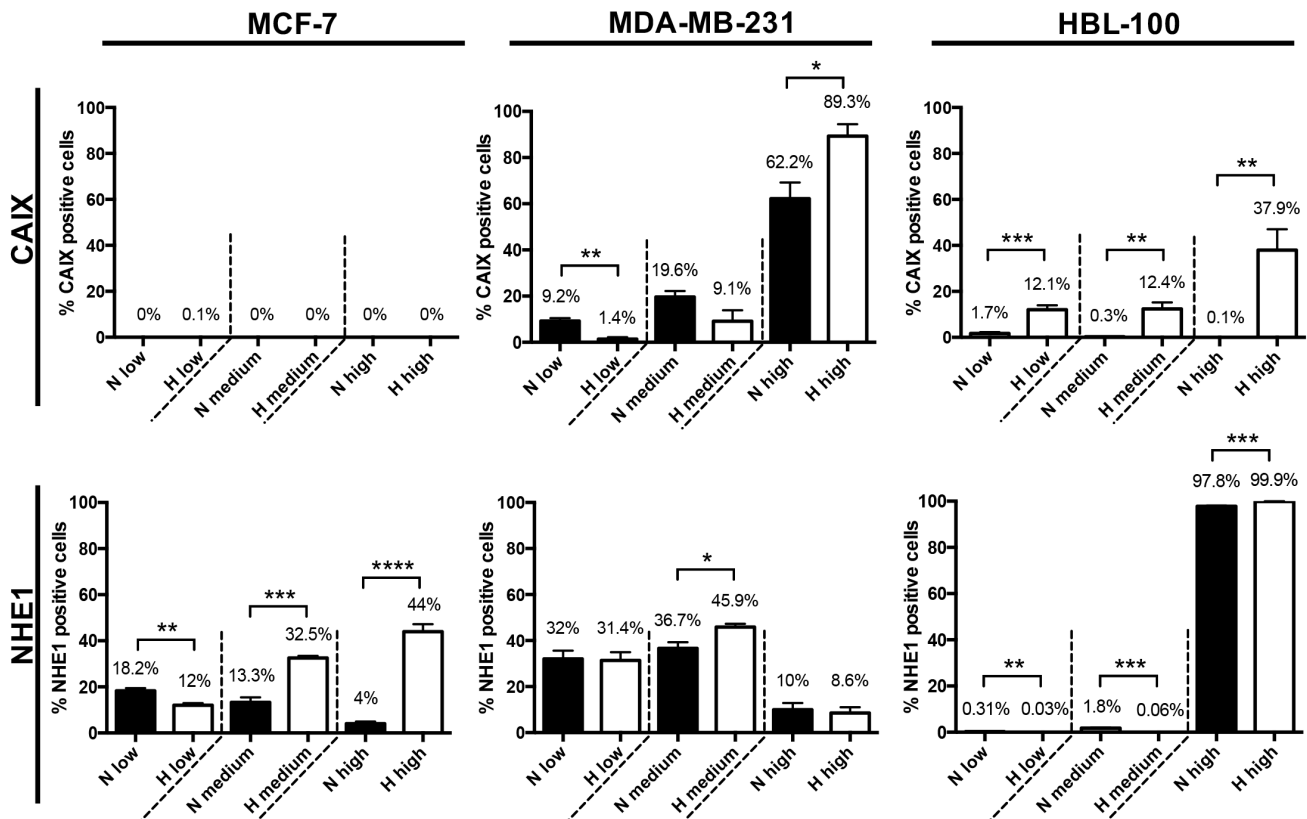 MCF-7
MDA-MB-231
HBL-100
CAIX
% CAIX positive cells
100
80
60
40
20
0
0%
0.1%
0%
0%
0%
0%
N low
H low
N medium
H medium
N high
H high
% CAIX positive cells
100
80
60
40
20
0
9.2%
**
1.4%
19.6%
9.1%
62.2%
*
89.3%
N low
H low
N medium
H medium
N high
H high
% CAIX positive cells
100
80
60
40
20
0
1.7%
***
12.1%
0.3%
**
12.4%
0.1%
**
37.9%
N low
H low
N medium
H medium
N high
H high
NHE1
% NHE1 positive cells
100
80
60
40
20
0
18.2%
**
12%
13.3%
***
32.5%
4%
****
44%
N low
H low
N medium
H medium
N high
H high
% NHE1 positive cells
100
80
60
40
20
0
32%
31.4%
36.7%
*
45.9%
10%
8.6%
N low
H low
N medium
H medium
N high
H high
% NHE1 positive cells
100
80
60
40
20
0
0.31%
**
0.03%
1.8%
***
0.06%
97.8%
***
99.9%
N low
H low
N medium
H medium
N high
H high